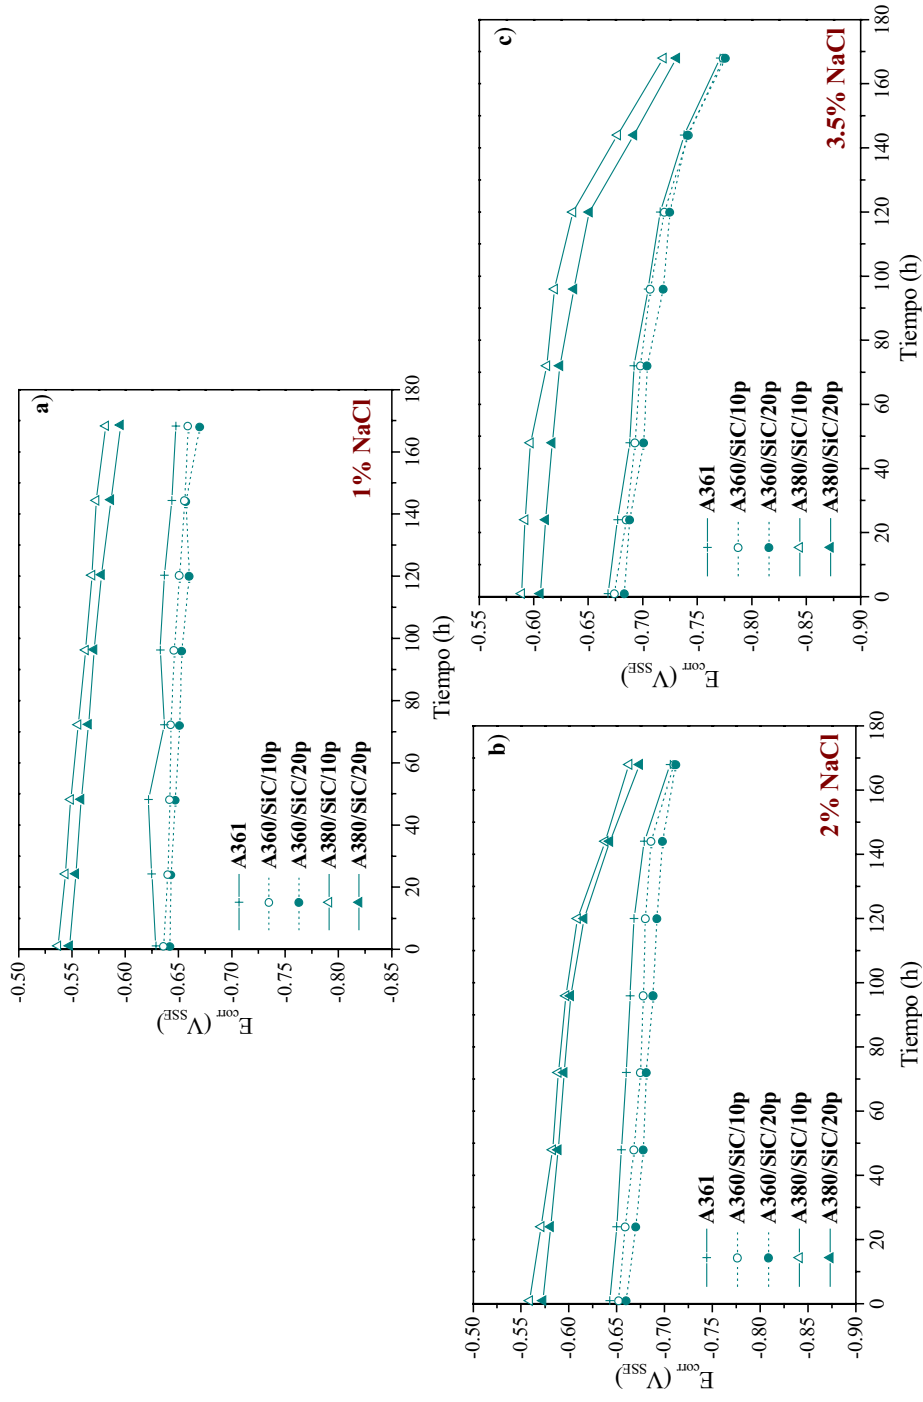 a)
-0.50
-0.55
-0.60
-0.65
-0.70
-0.75
-0.80
-0.85
E_corr (V_SSE)
A361
A360/SiC/10p
A360/SiC/20p
A380/SiC/10p
A380/SiC/20p
1% NaCl
0 20 40 60 80 100 120 140 160 180
Tiempo (h)
b)
-0.50
-0.55
-0.60
-0.65
-0.70
-0.75
-0.80
-0.85
-0.90
E_corr (V_SSE)
A361
A360/SiC/10p
A360/SiC/20p
A380/SiC/10p
A380/SiC/20p
2% NaCl
0 20 40 60 80 100 120 140 160 180
Tiempo (h)
c)
-0.55
-0.60
-0.65
-0.70
-0.75
-0.80
-0.85
-0.90
E_corr (V_SSE)
A361
A360/SiC/10p
A360/SiC/20p
A380/SiC/10p
A380/SiC/20p
3.5% NaCl
0 20 40 60 80 100 120 140 160 180
Tiempo (h)